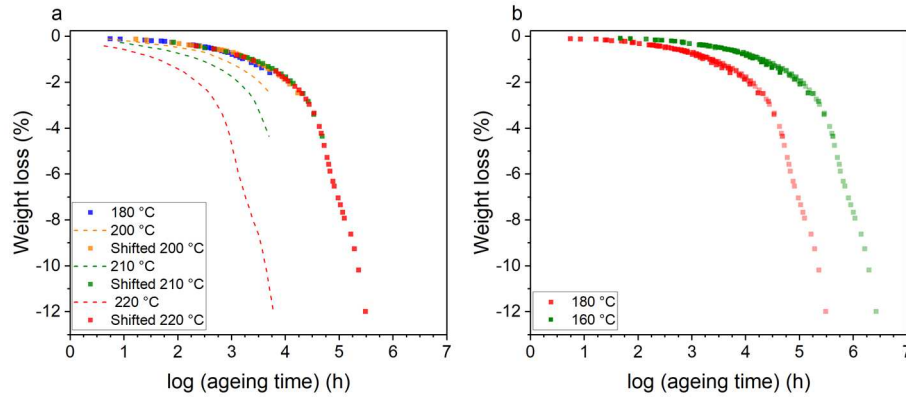 a
0
-2
-4
-6
-8
-10
-12
Weight loss (%)
180 °C
200 °C
Shifted 200 °C
210 °C
Shifted 210 °C
220 °C
Shifted 220 °C
0 1 2 3 4 5 6 7
log (ageing time) (h)
b
0
-2
-4
-6
-8
-10
-12
Weight loss (%)
180 °C
160 °C
0 1 2 3 4 5 6 7
log (ageing time) (h)